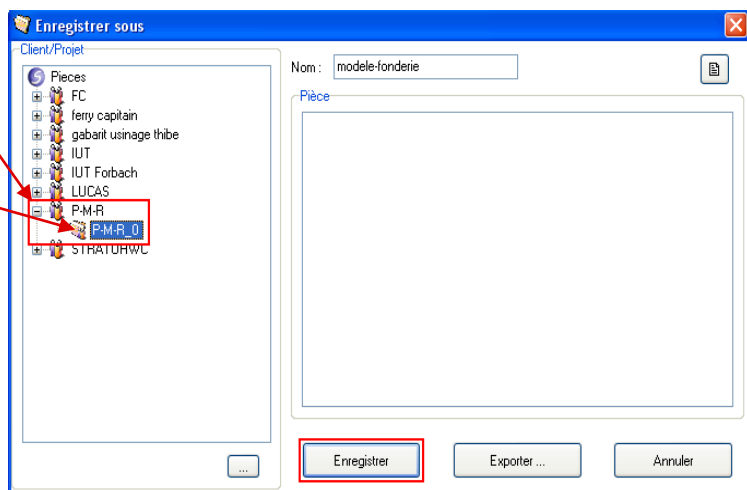 Enregistrer sous
Client/Projet
Pieces
FC
ferry capitain
gabarit usinage thibe
IUT
IUT Forbach
LUCAS
P-M-R
P-M-R_0
STRATOHWC
Nom :
modele-fonderie
Pièce
...
Enregistrer
Exporter ...
Annuler